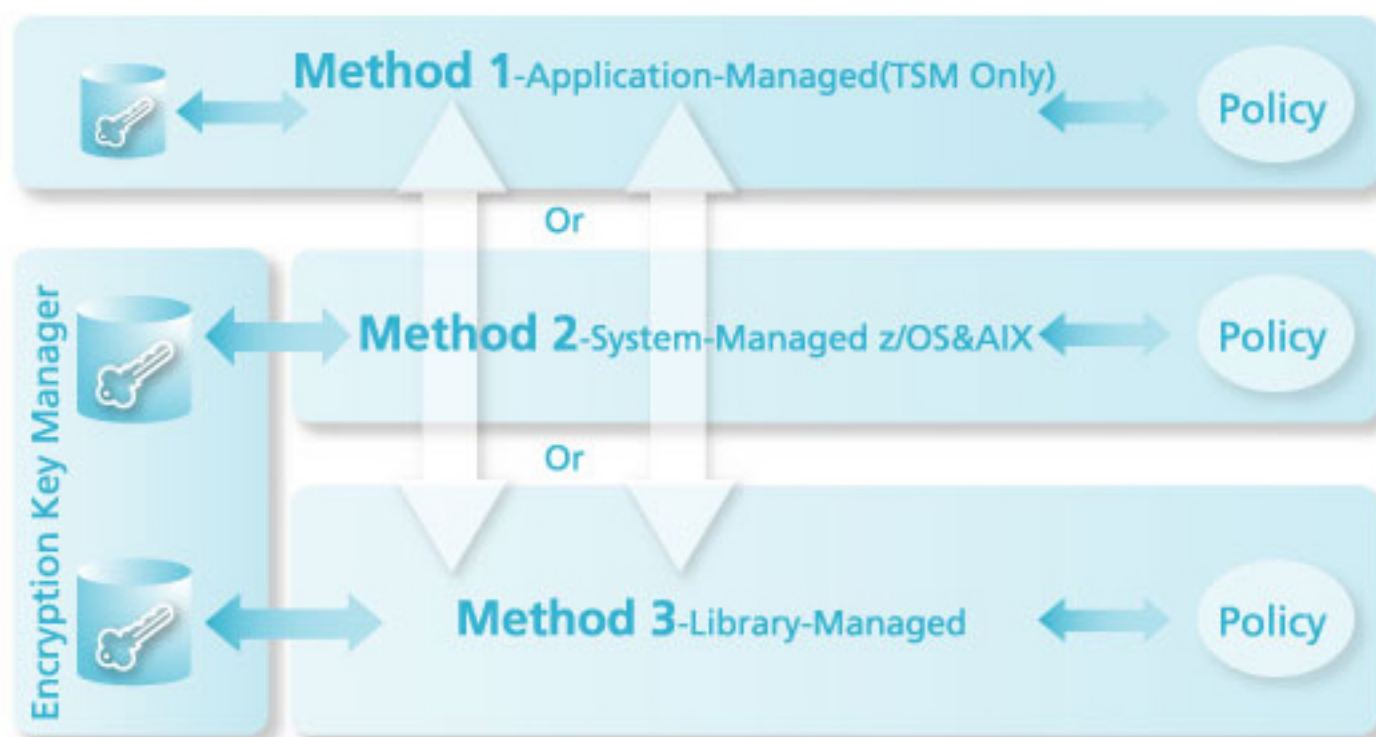 Method 1-Application-Managed(TSM Only)
Policy
Or
Encryption Key Manager
Method 2-System-Managed z/OS&AIX
Policy
Or
Method 3-Library-Managed
Policy